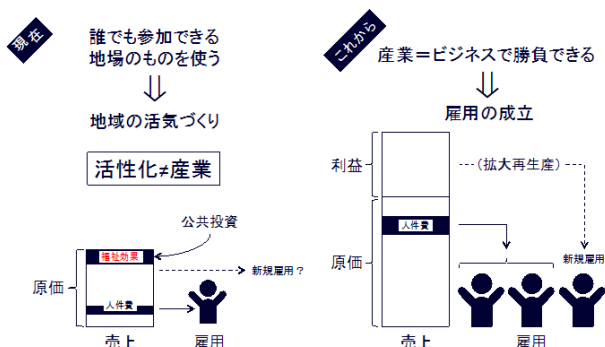 現在
誰でも参加できる
地場のものを使う
地域の活気づくり
活性化≠産業
公共投資
福祉効果
原価
新規雇用?
人件費
売上
雇用
これから
産業=ビジネスで勝負できる
雇用の成立
利益
(拡大再生産)
人件費
原価
新規雇用
売上
雇用